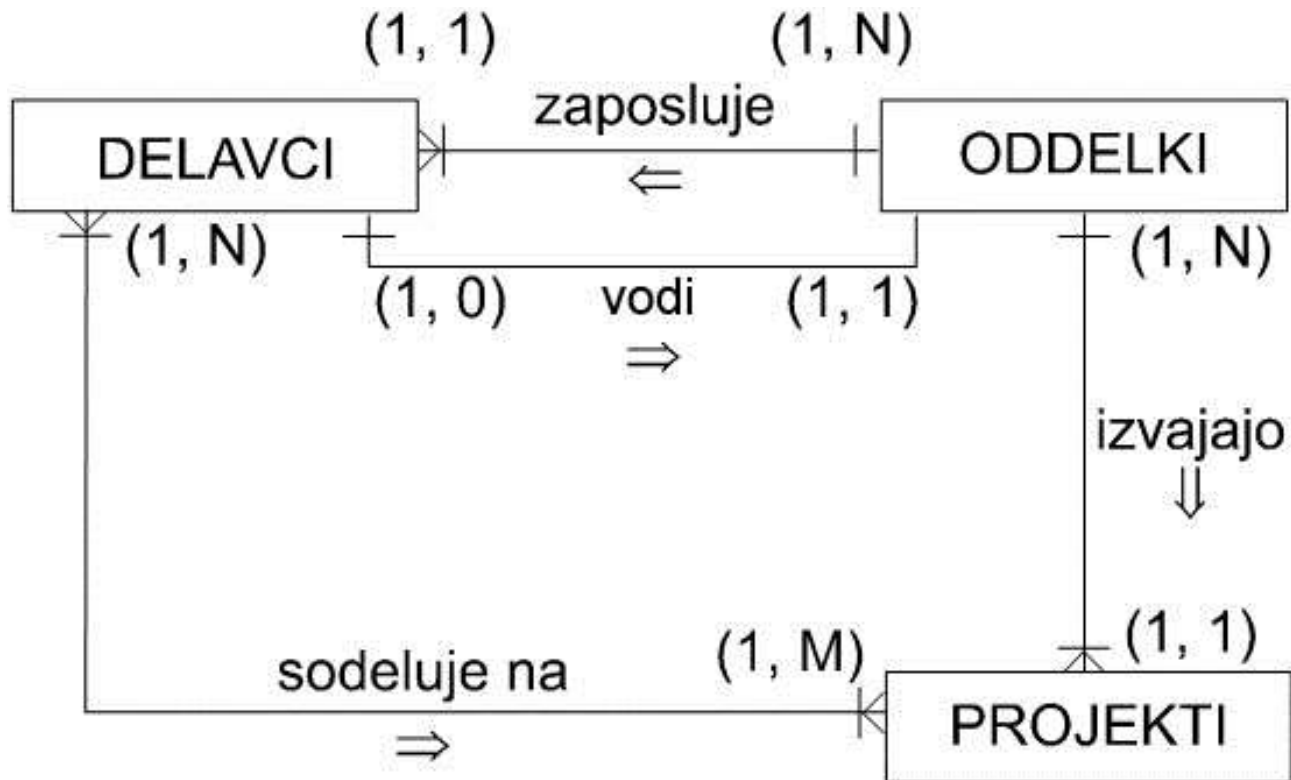 (1, 1) (1, N)
zaposluje
DELAVCI ODDELKI
⇐
(1, N) (1, N)
(1, 0) vodi (1, 1)
⇒
izvajajo
⇓
(1, M) (1, 1)
sodeluje na
⇒
PROJEKTI